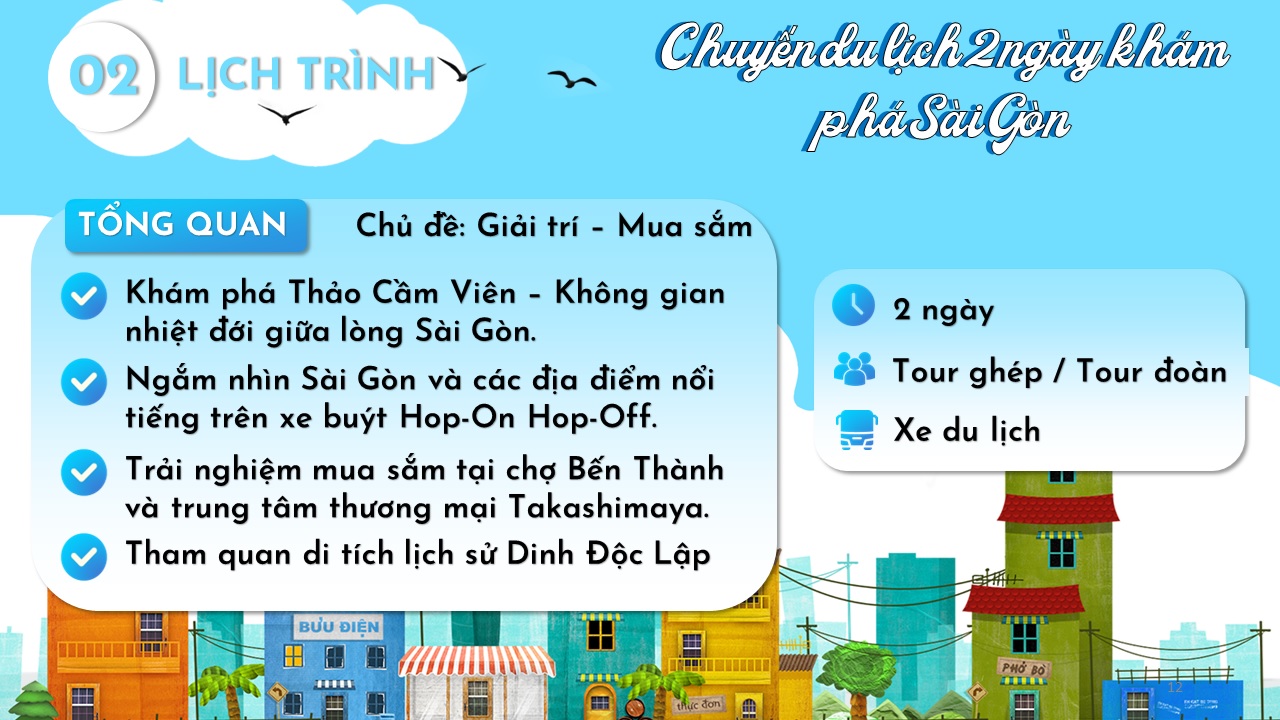 02 LỊCH TRÌNH
Chuyến du lịch 2 ngày khám
phá Sài Gòn
TỔNG QUAN
Chủ đề: Giải trí – Mua sắm
Khám phá Thảo Cầm Viên – Không gian
nhiệt đới giữa lòng Sài Gòn.
Ngắm nhìn Sài Gòn và các địa điểm nổi
tiếng trên xe buýt Hop-On Hop-Off.
Trải nghiệm mua sắm tại chợ Bến Thành
và trung tâm thương mại Takashimaya.
Tham quan di tích lịch sử Dinh Độc Lập
2 ngày
Tour ghép / Tour đoàn
Xe du lịch
BƯU ĐIỆN
PHỞ BÒ
thực đơn
12